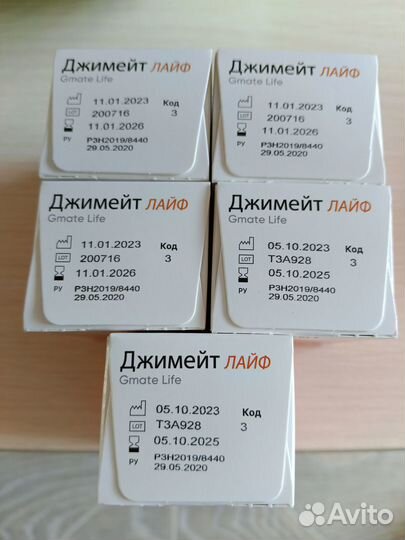 Джимейт ЛАЙФ
Gmate Life
11.01.2023 Код
LOT 200716 3
11.01.2026
РУ РЗН2019/8440
29.05.2020
Джимейт ЛАЙФ
Gmate Life
11.01.2023 Код
LOT 200716 3
11.01.2026
РУ РЗН2019/8440
29.05.2020
Джимейт ЛАЙФ
Gmate Life
11.01.2023 Код
LOT 200716 3
11.01.2026
РУ РЗН2019/8440
29.05.2020
Джимейт ЛАЙФ
Gmate Life
05.10.2023 Код
LOT T3A928 3
05.10.2025
РУ РЗН2019/8440
29.05.2020
Джимейт ЛАЙФ
Gmate Life
05.10.2023 Код
LOT T3A928 3
05.10.2025
РУ РЗН2019/8440
29.05.2020
Avito